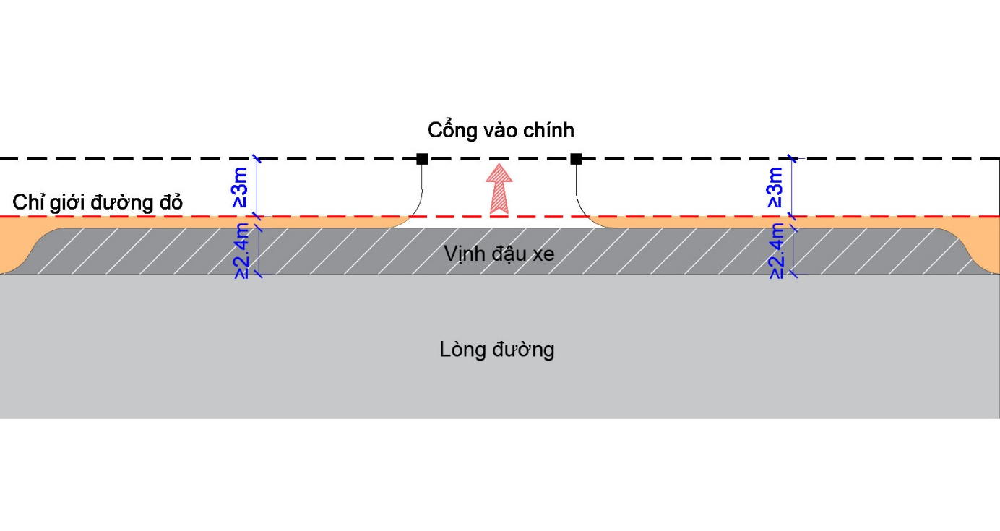 Cổng vào chính
Chỉ giới đường đỏ
≥3m
≥3m
≥2.4m
≥2.4m
Vịnh đậu xe
Lòng đường